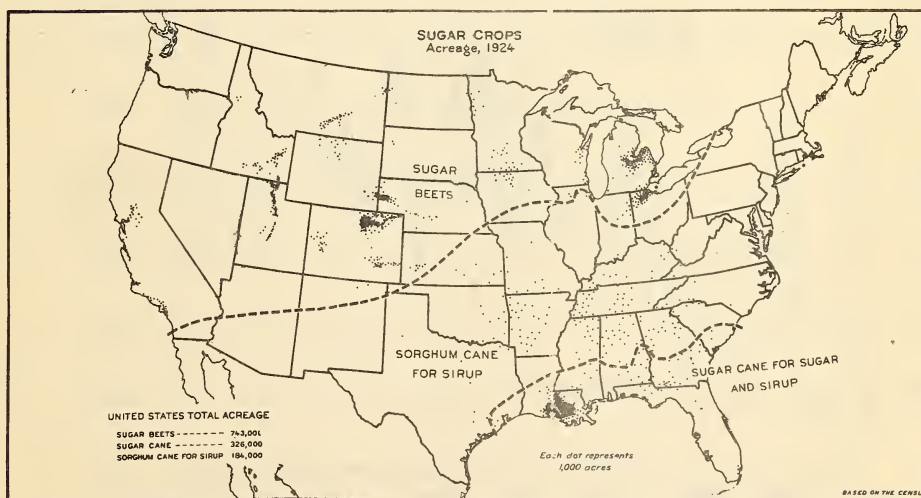 SUGAR CROPS
Acreage, 1924
SUGAR
BEETS
SORGHUM CANE
FOR SIRUP
SUGAR CANE FOR SUGAR
AND SIRUP
UNITED STATES TOTAL ACREAGE
SUGAR BEETS -------- 743,001
SUGAR CANE ------- 326,000
SORGHUM CANE FOR SIRUP 184,000
Each dot represents
1,000 acres
BASED ON THE